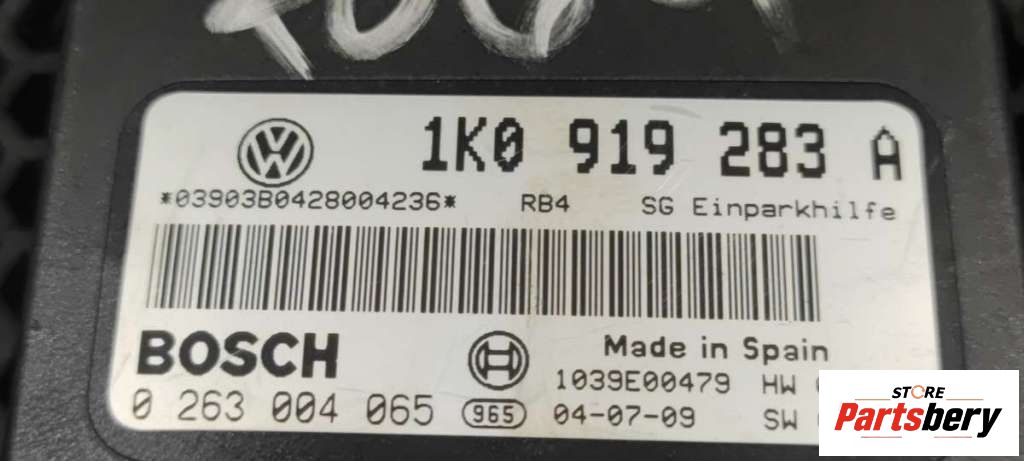 1K0 919 283 A
*03903B0428004236* RB4 SG Einparkhilfe
BOSCH Made in Spain
1039E00479 HW
0 263 004 065 965 04-07-09 SW
STORE
Partsbery